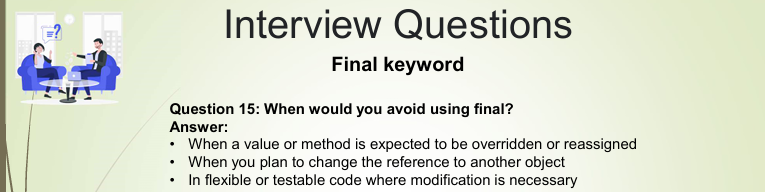 Interview Questions
Final keyword
Question 15: When would you avoid using final?
Answer:
• When a value or method is expected to be overridden or reassigned
• When you plan to change the reference to another object
• In flexible or testable code where modification is necessary